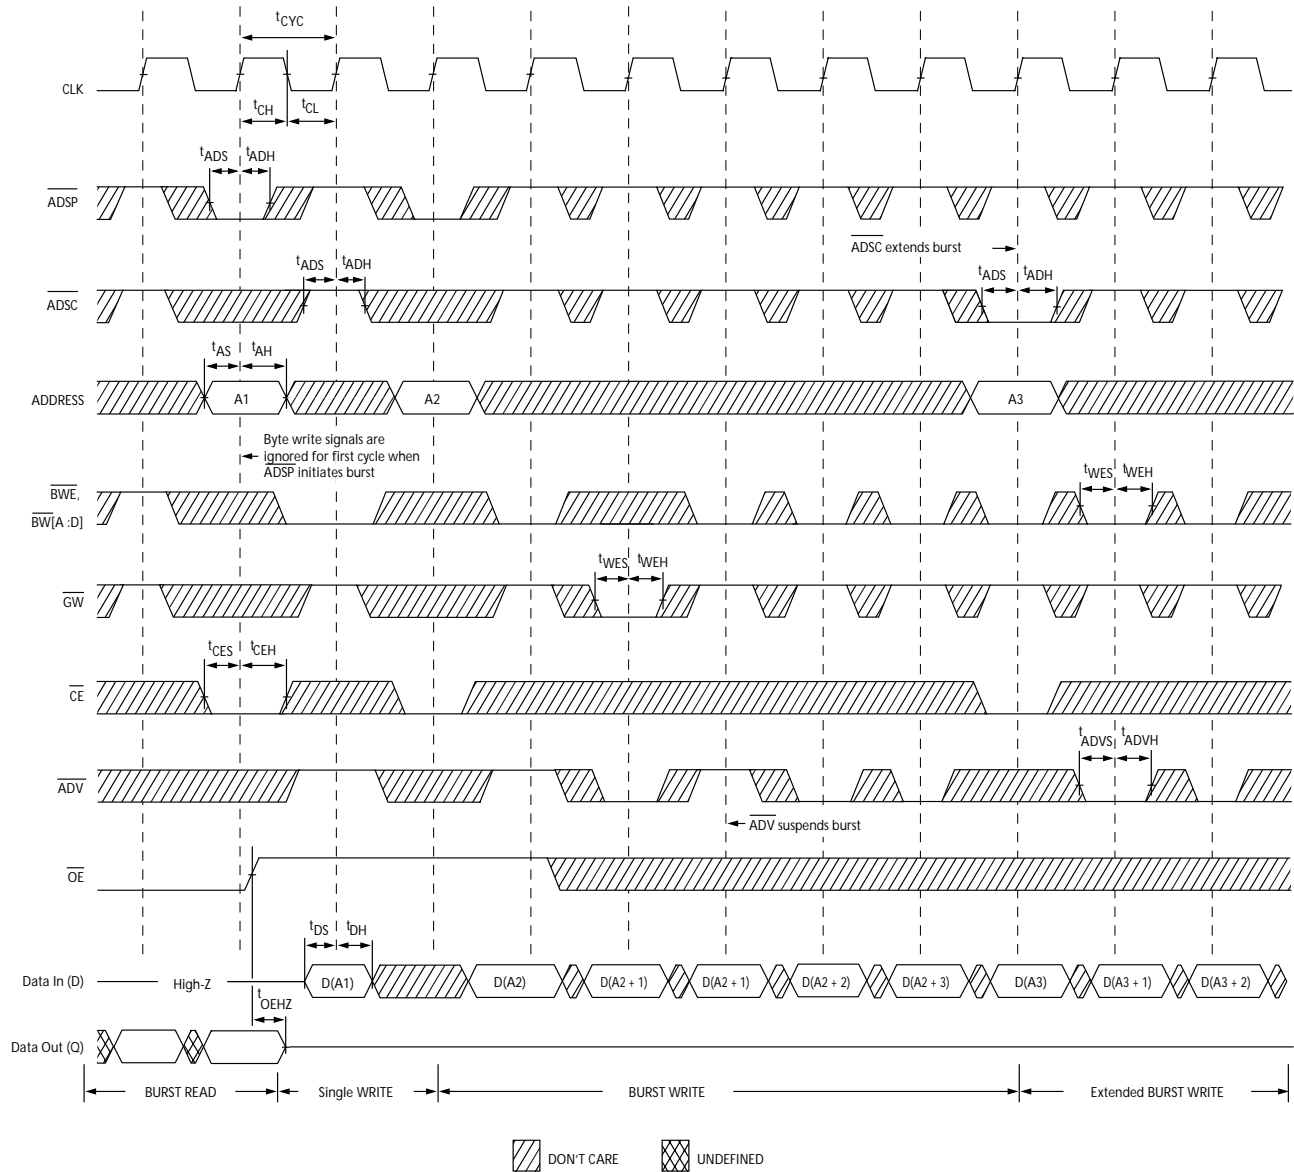 tCYC
CLK
tCH tCL
tADS tADH
ADSP
ADSC extends burst
tADS tADH tADS tADH
ADSC
tAS tAH
ADDRESS A1 A2 A3
Byte write signals are
ignored for first cycle when
ADSP initiates burst
tWES tWEH
BWE,
BW[A :D]
tWES tWEH
GW
tCES tCEH
CE
tADVS tADVH
ADV
ADV suspends burst
OE
tDS tDH
Data In (D) High-Z D(A1) D(A2) D(A2 + 1) D(A2 + 1) D(A2 + 2) D(A2 + 3) D(A3) D(A3 + 1) D(A3 + 2)
tOEHZ
Data Out (Q)
BURST READ Single WRITE BURST WRITE Extended BURST WRITE
DON'T CARE UNDEFINED